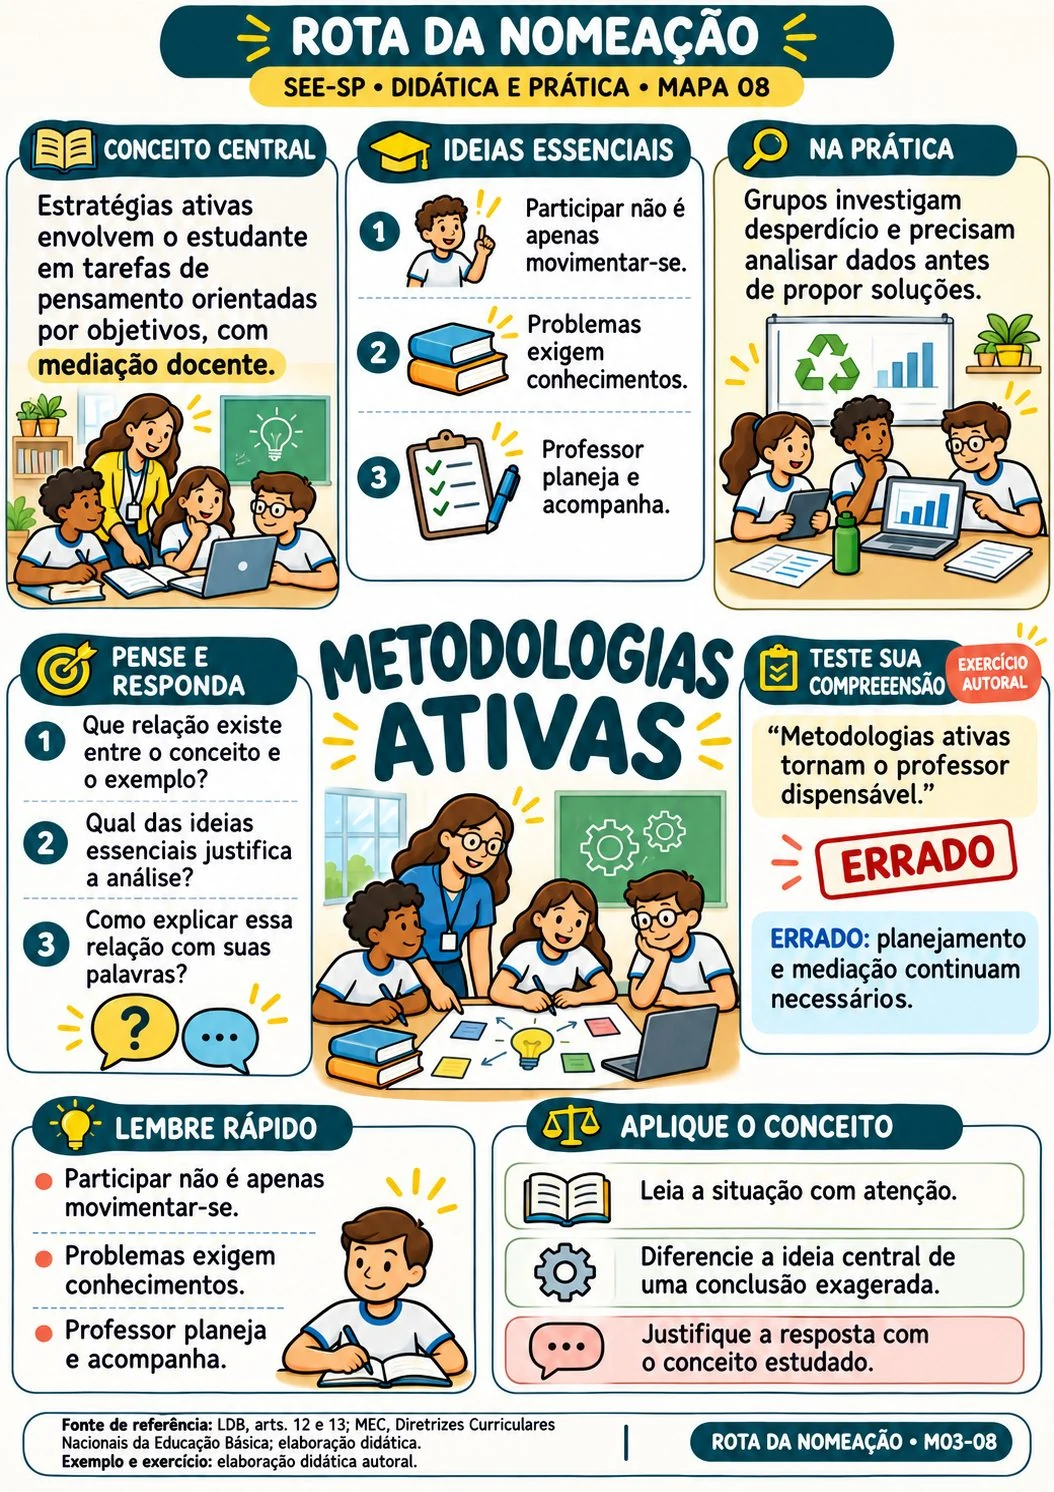 ROTA DA NOMEAÇÃO
SEE-SP • DIDÁTICA E PRÁTICA • MAPA 08
CONCEITO CENTRAL
Estratégias ativas
envolvem o estudante
em tarefas de
pensamento orientadas
por objetivos, com
mediação docente.
IDEIAS ESSENCIAIS
1
Participar não é
apenas
movimentar-se.
2
Problemas
exigem
conhecimentos.
3
Professor
planeja e
acompanha.
NA PRÁTICA
Grupos investigam
desperdício e precisam
analisar dados antes
de propor soluções.
PENSE E
RESPONDA
1
Que relação existe
entre o conceito e
o exemplo?
2
Qual das ideias
essenciais justifica
a análise?
3
Como explicar essa
relação com suas
palavras?
?
METODOLOGIAS
ATIVAS
TESTE SUA
COMPREEENSÃO
EXERCÍCIO
AUTORAL
“Metodologias ativas
tornam o professor
dispensável.”
ERRADO
ERRADO: planejamento
e mediação continuam
necessários.
LEMBRE RÁPIDO
Participar não é apenas
movimentar-se.
Problemas exigem
conhecimentos.
Professor planeja
e acompanha.
APLIQUE O CONCEITO
Leia a situação com atenção.
Diferencie a ideia central de
uma conclusão exagerada.
Justifique a resposta com
o conceito estudado.
Fonte de referência: LDB, arts. 12 e 13; MEC, Diretrizes Curriculares
Nacionais da Educação Básica; elaboração didática.
Exemplo e exercício: elaboração didática autoral.
ROTA DA NOMEAÇÃO • M03-08